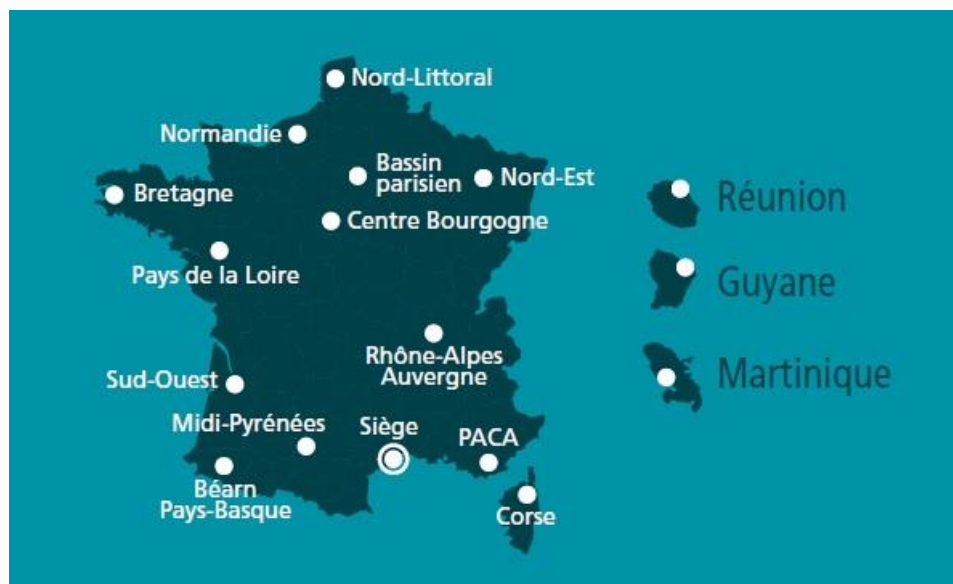 Nord-Littoral
Normandie
Bassin
parisien
Nord-Est
Bretagne
Centre Bourgogne
Pays de la Loire
Rhône-Alpes
Auvergne
Sud-Ouest
Midi-Pyrénées
Siège
PACA
Béarn
Pays-Basque
Corse
Réunion
Guyane
Martinique